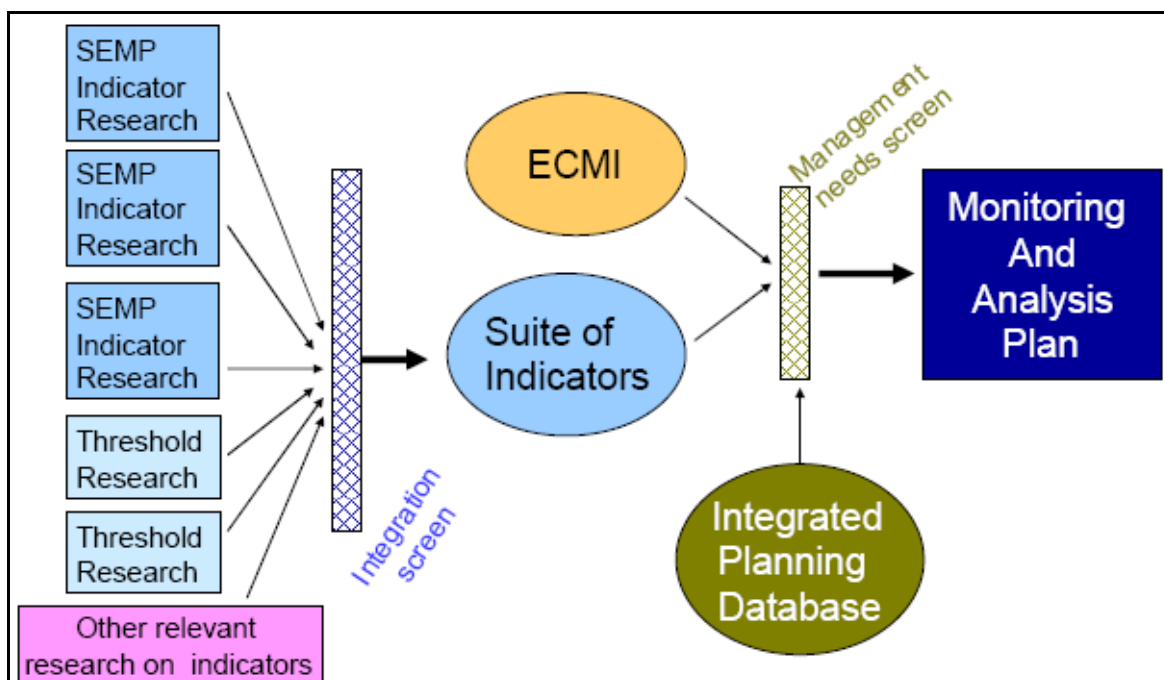 SEMP
Indicator
Research
SEMP
Indicator
Research
SEMP
Indicator
Research
Threshold
Research
Threshold
Research
Other relevant
research on indicators
Integration
screen
ECMI
Suite of
Indicators
Management
needs screen
Integrated
Planning
Database
Monitoring
And
Analysis
Plan